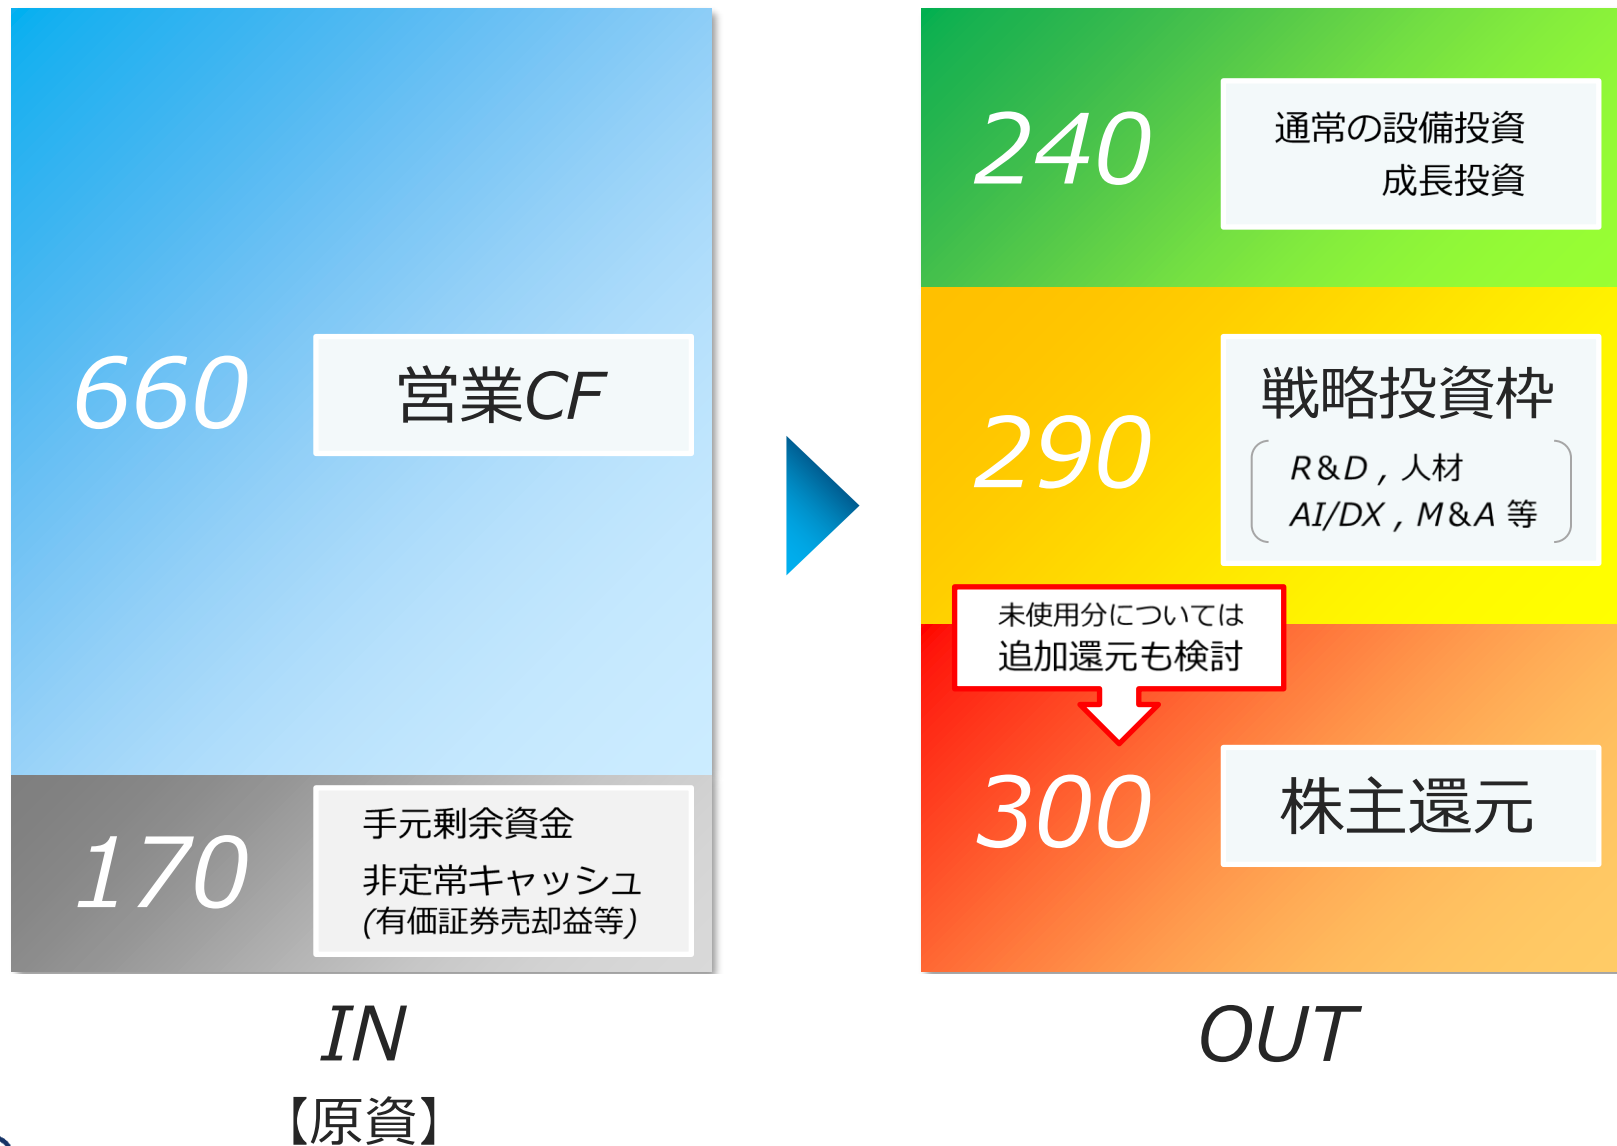 660
営業CF
170
手元剰余資金
非定常キャッシュ
(有価証券売却益等)
IN
【原資】
240
通常の設備投資
成長投資
290
戦略投資枠
R&D , 人材
AI/DX , M&A 等
未使用分については
追加還元も検討
300
株主還元
OUT